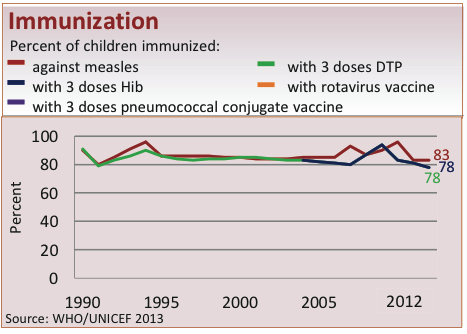 Immunization
Percent of children immunized:
against measles
with 3 doses DTP
with 3 doses Hib
with rotavirus vaccine
with 3 doses pneumococcal conjugate vaccine
Percent
100
80
60
40
20
0
83
78
78
1990 1995 2000 2005 2012
Source: WHO/UNICEF 2013